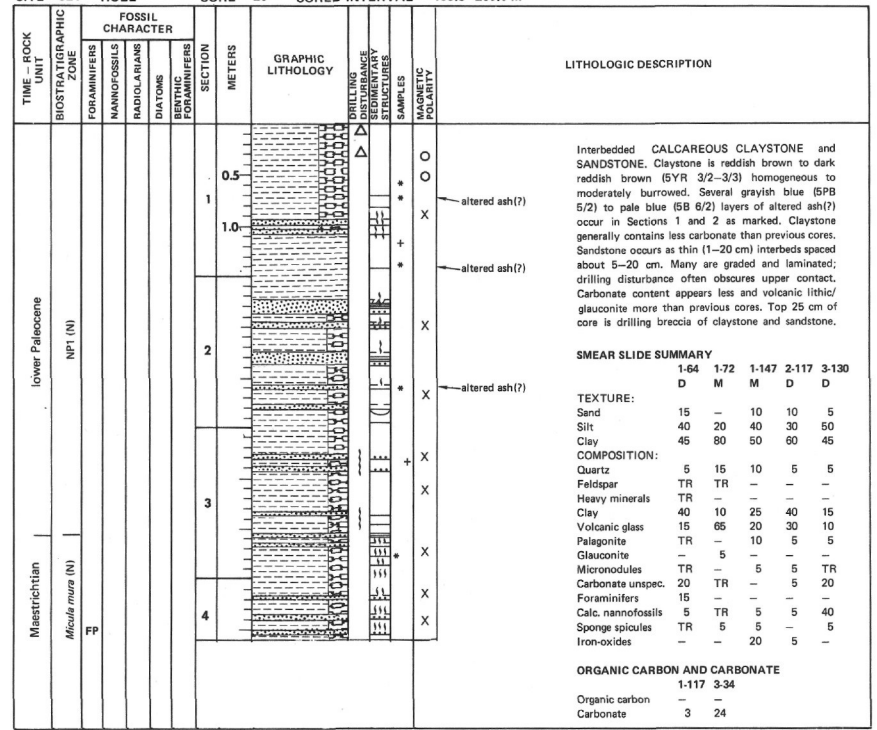 TIME – ROCK UNIT
BIOSTRATIGRAPHIC ZONE
FOSSIL CHARACTER
FORAMINIFERS
NANNOFOSSILS
RADIOLARIANS
DIATOMS
BENTHIC FORAMINIFERS
SECTION
METERS
GRAPHIC LITHOLOGY
DRILLING DISTURBANCE
SEDIMENTARY STRUCTURES
SAMPLES
MAGNETIC POLARITY
LITHOLOGIC DESCRIPTION
lower Paleocene
Maestrichtian
NP1 (N)
Micula mura (N)
FP
1
0.5
1.0
2
3
4
altered ash(?)
altered ash(?)
altered ash(?)
Interbedded CALCAREOUS CLAYSTONE and
SANDSTONE. Claystone is reddish brown to dark
reddish brown (5YR 3/2–3/3) homogeneous to
moderately burrowed. Several grayish blue (5PB
5/2) to pale blue (5B 6/2) layers of altered ash(?)
occur in Sections 1 and 2 as marked. Claystone
generally contains less carbonate than previous cores.
Sandstone occurs as thin (1–20 cm) interbeds spaced
about 5–20 cm. Many are graded and laminated;
drilling disturbance often obscures upper contact.
Carbonate content appears less and volcanic lithic/
glauconite more than previous cores. Top 25 cm of
core is drilling breccia of claystone and sandstone.
SMEAR SLIDE SUMMARY
1-64 1-72 1-147 2-117 3-130
D M M D D
TEXTURE:
Sand 15 – 10 10 5
Silt 40 20 40 30 50
Clay 45 80 50 60 45
COMPOSITION:
Quartz 5 15 10 5 5
Feldspar TR TR – – –
Heavy minerals TR – – – –
Clay 40 10 25 40 15
Volcanic glass 15 65 20 30 10
Palagonite TR – 10 5 5
Glauconite – 5 – – –
Micronodules TR – 5 5 TR
Carbonate unspec. 20 TR – 5 20
Foraminifers 15 – – – –
Calc. nannofossils 5 TR 5 5 40
Sponge spicules TR 5 5 – 5
Iron-oxides – – 20 5 –
ORGANIC CARBON AND CARBONATE
1-117 3-34
Organic carbon – –
Carbonate 3 24